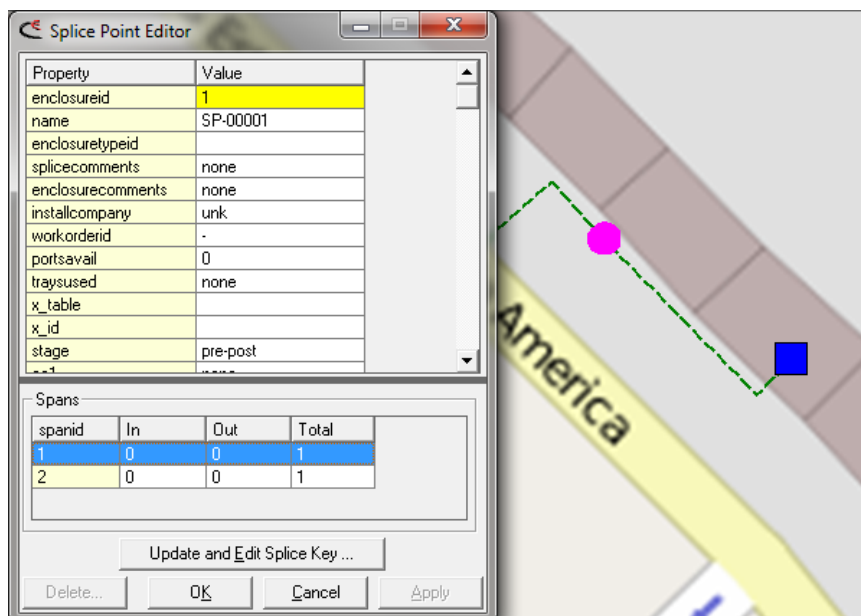 Splice Point Editor
Property Value
enclosureid 1
name SP-00001
enclosuretypeid
splicecomments none
enclosurecomments none
installcompany unk
workorderid -
portsavail 0
traysused none
x_table
x_id
stage pre-post
America
Spans
spanid In Out Total
1 0 0 1
2 0 0 1
Update and Edit Splice Key ...
Delete... OK Cancel Apply